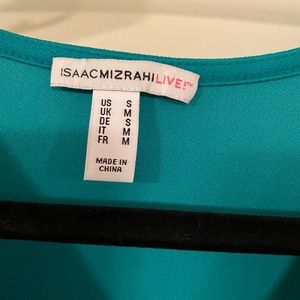 ISAACMIZRAHILIVE!™
US S
UK M
DE S
IT M
FR M
MADE IN
CHINA